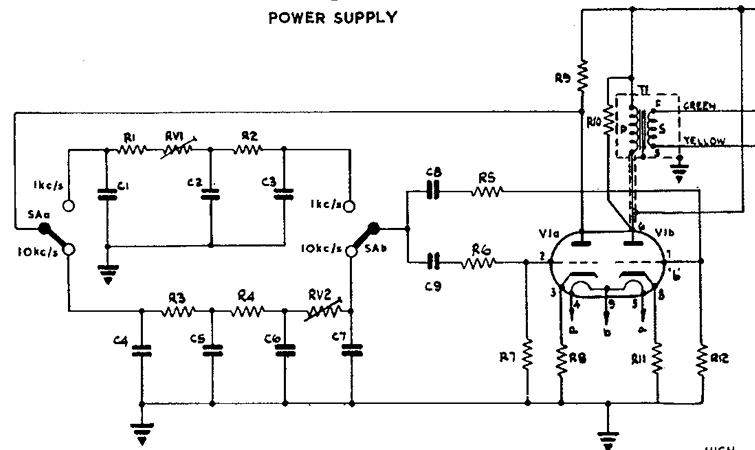 POWER SUPPLY
R9
T1
F
GREEN
R1
RV1
R2
R10
P
S
YELLOW
S
1kc/s
C1
C2
C3
1kc/s
C8
R5
SAa
6
V1a
V1b
10kc/s
10kc/s
SAb
2
7
"b"
C9
R6
R3
R4
RV2
3
4
9
5
8
a
b
a
C4
C5
C6
C7
R7
R8
R11
R12
HIGH